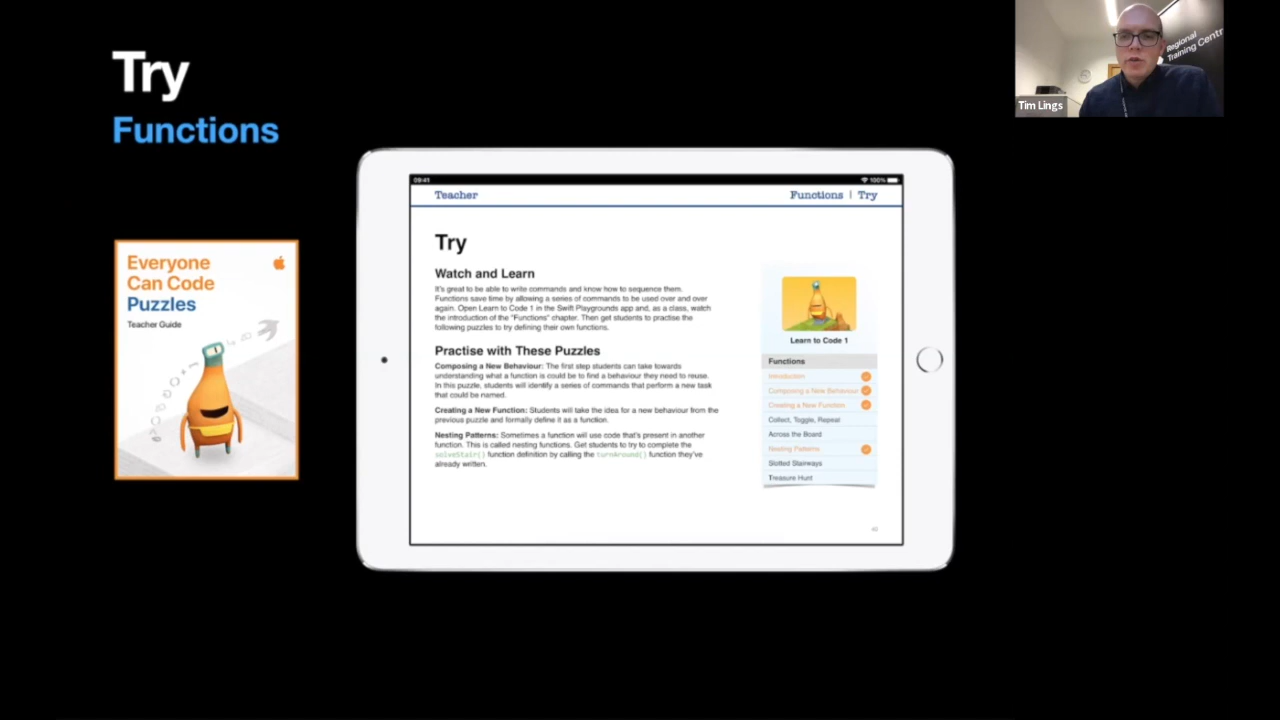 Try
Functions
Regional
Training Centr
Tim Lings
Everyone
Can Code
Puzzles
Teacher Guide
09:41
100%
Teacher
Functions | Try
Try
Watch and Learn
It's great to be able to write commands and know how to sequence them.
Functions save time by allowing a series of commands to be used over and over
again. Open Learn to Code 1 in the Swift Playgrounds app and, as a class, watch
the introduction of the "Functions" chapter. Then get students to practise the
following puzzles to try defining their own functions.
Practise with These Puzzles
Composing a New Behaviour: The first step students can take towards
understanding what a function is could be to find a behaviour they need to reuse.
In this puzzle, students will identify a series of commands that perform a new task
that could be named.
Creating a New Function: Students will take the idea for a new behaviour from the
previous puzzle and formally define it as a function.
Nesting Patterns: Sometimes a function will use code that's present in another
function. This is called nesting functions. Get students to try to complete the
solveStair() function definition by calling the turnAround() function they've
already written.
Learn to Code 1
Functions
Introduction
Composing a New Behaviour
Creating a New Function
Collect, Toggle, Repeat
Across the Board
Nesting Patterns
Slotted Stairways
Treasure Hunt